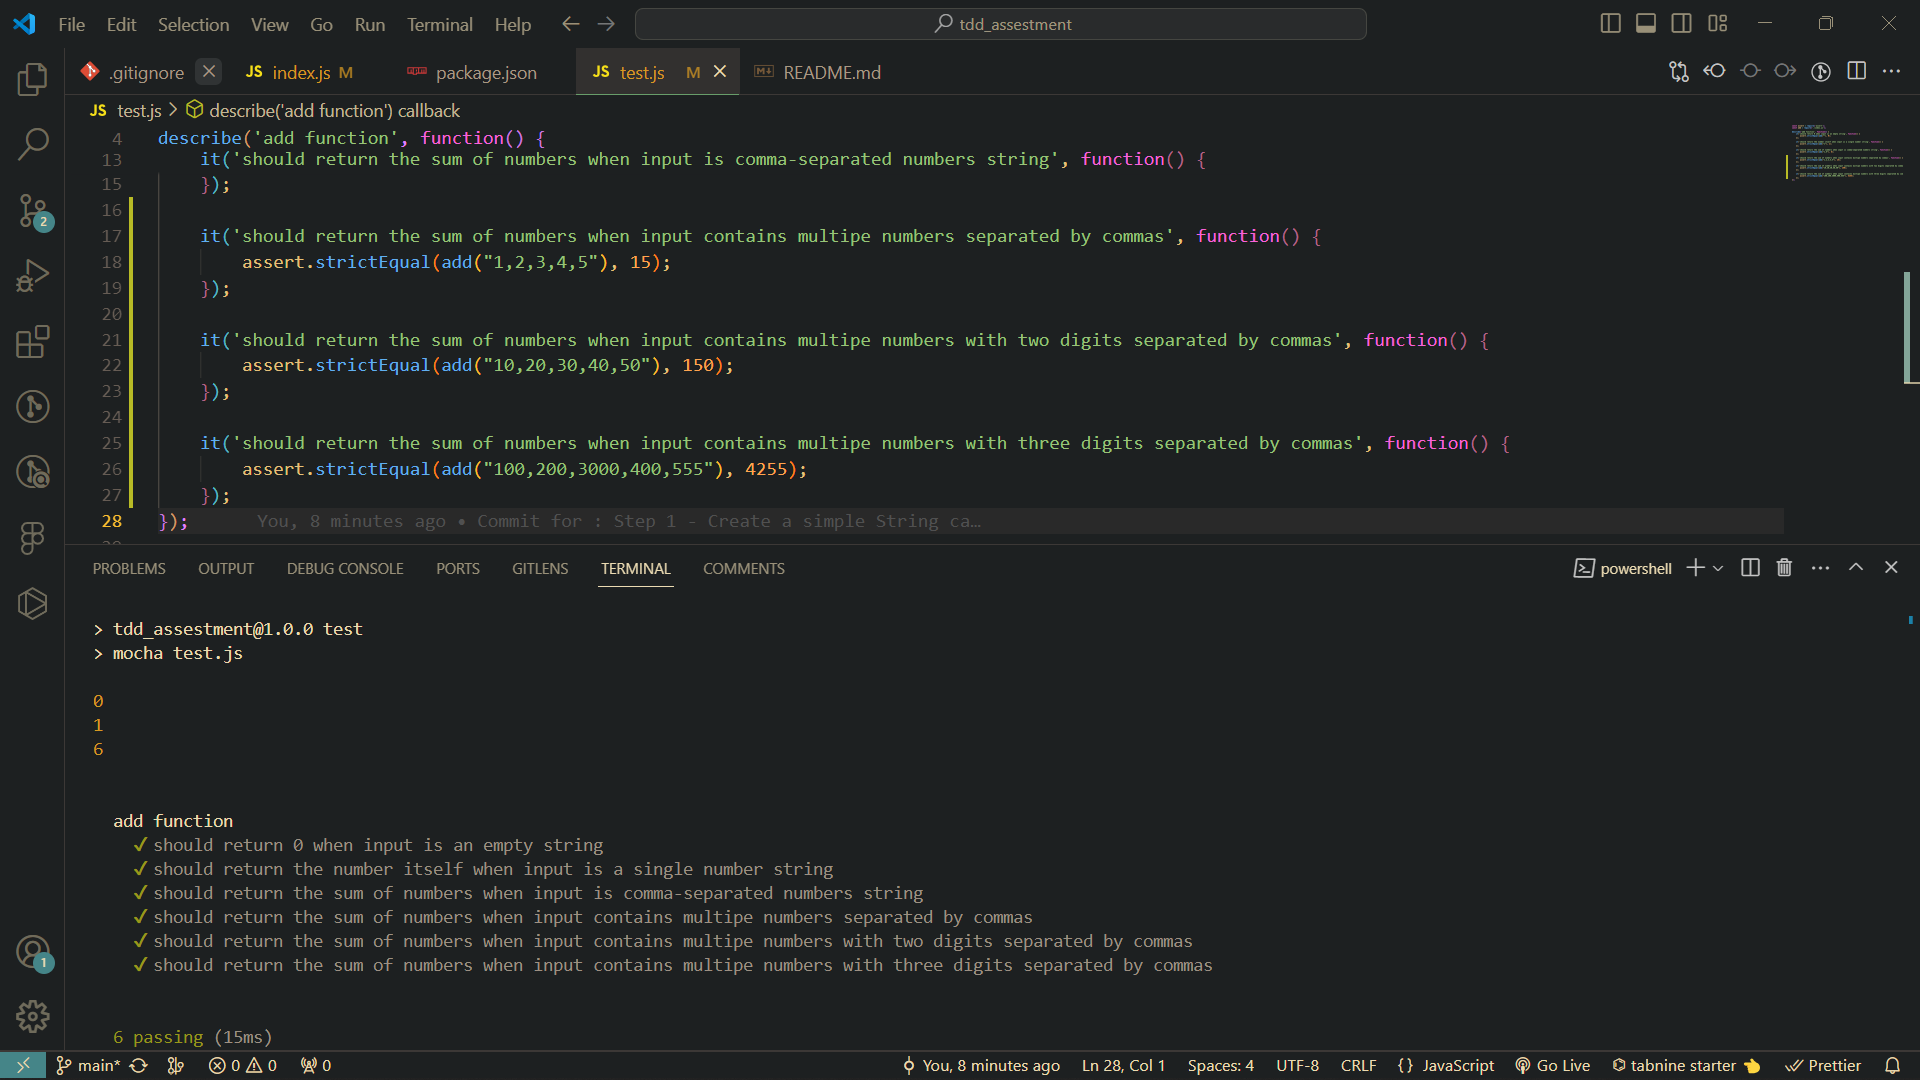 File Edit Selection View Go Run Terminal Help tdd_assestment
.gitignore JS index.js M package.json JS test.js M README.md
JS test.js > describe('add function') callback
4 describe('add function', function() {
13 it('should return the sum of numbers when input is comma-separated numbers string', function() {
15 });
16
17 it('should return the sum of numbers when input contains multipe numbers separated by commas', function() {
18 assert.strictEqual(add("1,2,3,4,5"), 15);
19 });
20
21 it('should return the sum of numbers when input contains multipe numbers with two digits separated by commas', function() {
22 assert.strictEqual(add("10,20,30,40,50"), 150);
23 });
24
25 it('should return the sum of numbers when input contains multipe numbers with three digits separated by commas', function() {
26 assert.strictEqual(add("100,200,3000,400,555"), 4255);
27 });
28 }); You, 8 minutes ago • Commit for : Step 1 - Create a simple String ca…
PROBLEMS OUTPUT DEBUG CONSOLE PORTS GITLENS TERMINAL COMMENTS powershell
> tdd_assestment@1.0.0 test
> mocha test.js
0
1
6
add function
✓ should return 0 when input is an empty string
✓ should return the number itself when input is a single number string
✓ should return the sum of numbers when input is comma-separated numbers string
✓ should return the sum of numbers when input contains multipe numbers separated by commas
✓ should return the sum of numbers when input contains multipe numbers with two digits separated by commas
✓ should return the sum of numbers when input contains multipe numbers with three digits separated by commas
6 passing (15ms)
2
1
main* 0 0 0 You, 8 minutes ago Ln 28, Col 1 Spaces: 4 UTF-8 CRLF {} JavaScript Go Live tabnine starter Prettier